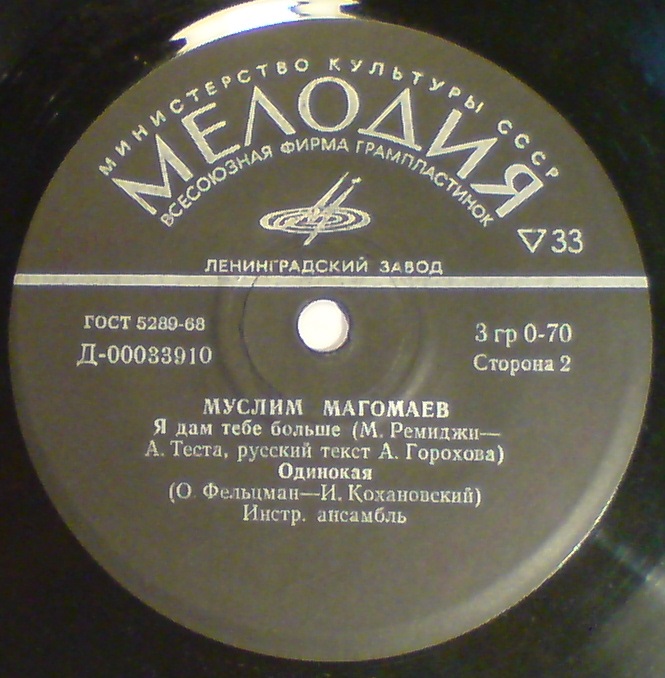 МИНИСТЕРСТВО КУЛЬТУРЫ СССР
МЕЛОДИЯ
ВСЕСОЮЗНАЯ ФИРМА ГРАМПЛАСТИНОК
33
ЛЕНИНГРАДСКИЙ ЗАВОД
ГОСТ 5289-68
Д-00033910
3 гр 0-70
Сторона 2
МУСЛИМ МАГОМАЕВ
Я дам тебе больше (М. Ремиджи—
А. Теста, русский текст А. Горохова)
Одинокая
(О Фельцман—И. Кохановский)
Инстр. ансамбль